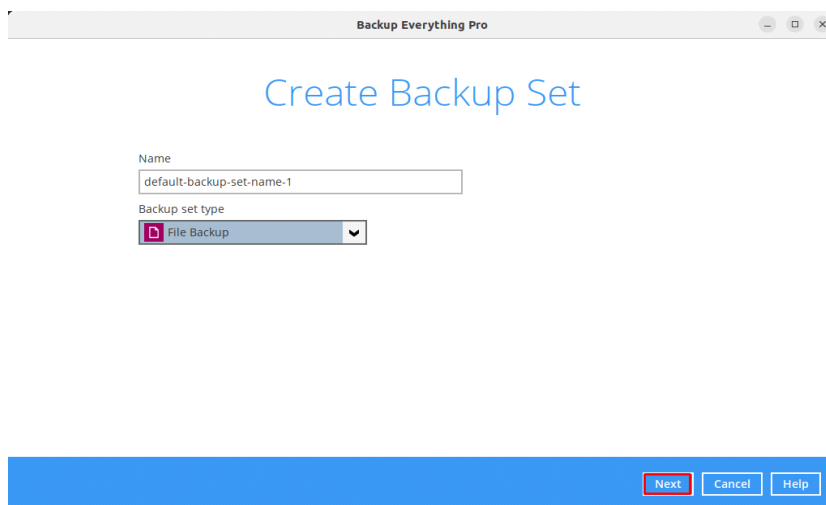 Backup Everything Pro
Create Backup Set
Name
default-backup-set-name-1
Backup set type
File Backup
Next Cancel Help